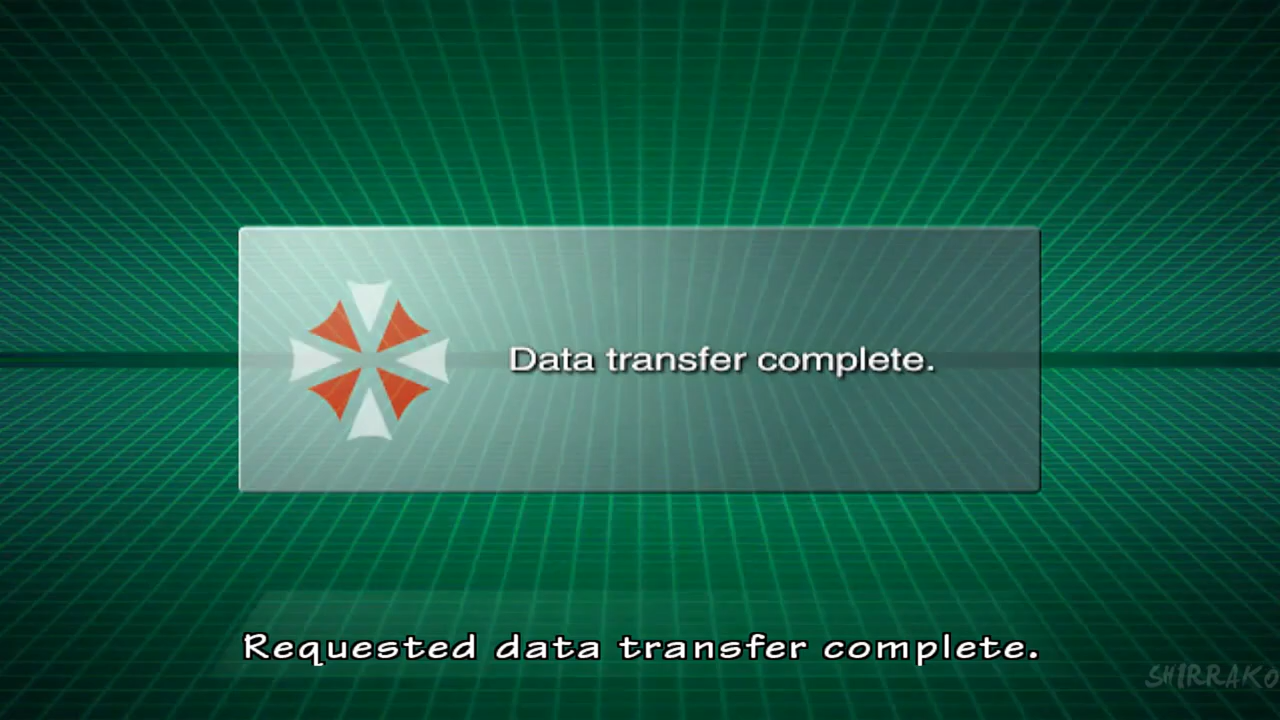 Data transfer complete.
Requested data transfer complete.
SHIRRAKO